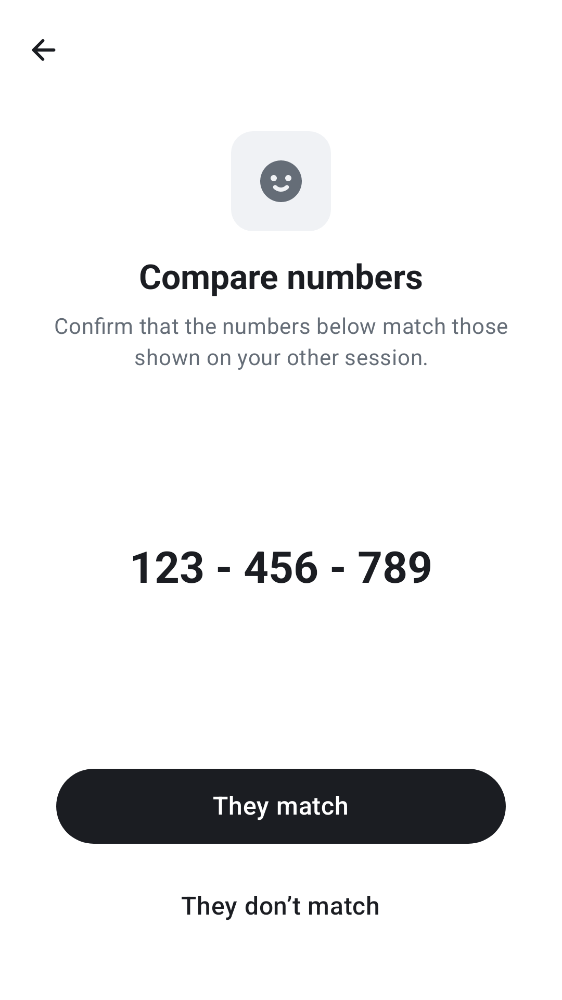 Compare numbers
Confirm that the numbers below match those
shown on your other session.
123 - 456 - 789
They match
They don’t match